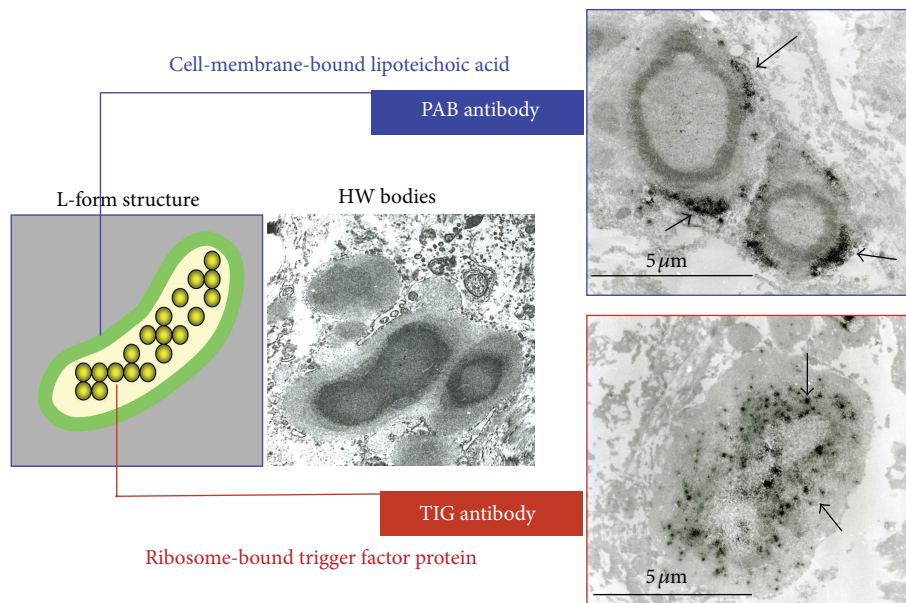 Cell-membrane-bound lipoteichoic acid
PAB antibody
L-form structure
HW bodies
5 μm
TIG antibody
Ribosome-bound trigger factor protein
5 μm